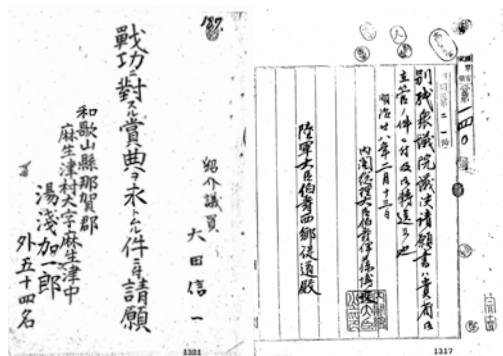 別紙衆議院議決請願書ハ貴省
主管ノ件ニ付及轉達候也
明治廿八年二月十三日
内閣総理大臣伯爵伊藤博文
陸軍大臣伯爵西郷従道殿
1317
187
戰功ニ對スル賞典ヲ求ムル件ニ付請願
紹介議員
大田信一
和歌山縣那賀郡
麻生津村大字麻生津中
湯淺加一郎
外五十四名
1321